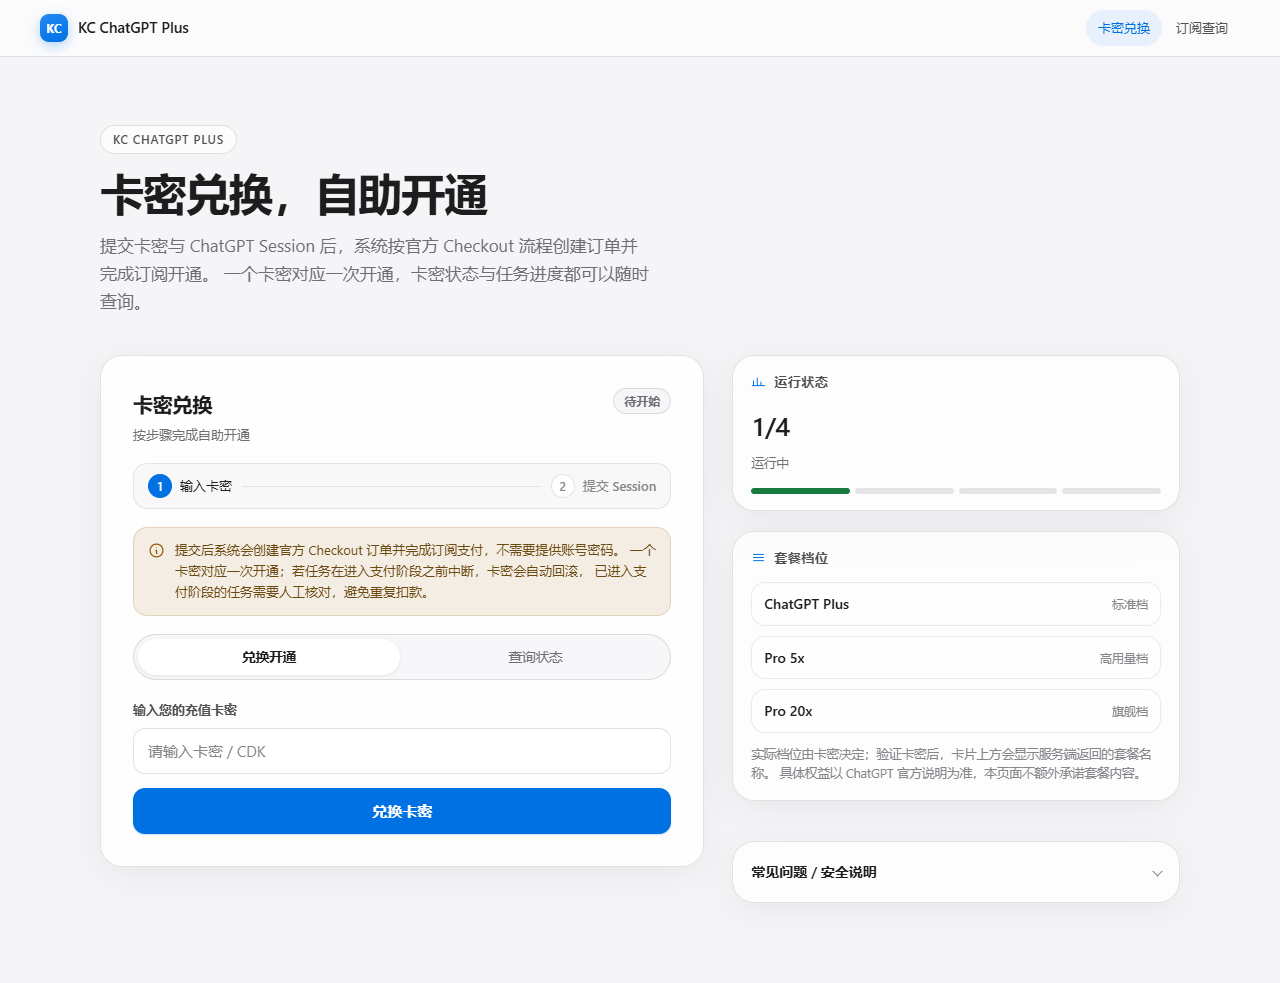 KC
KC ChatGPT Plus
卡密兑换
订阅查询
KC CHATGPT PLUS
卡密兑换，自助开通
提交卡密与 ChatGPT Session 后，系统按官方 Checkout 流程创建订单并
完成订阅开通。 一个卡密对应一次开通，卡密状态与任务进度都可以随时
查询。
卡密兑换
待开始
按步骤完成自助开通
1 输入卡密
2 提交 Session
提交后系统会创建官方 Checkout 订单并完成订阅支付，不需要提供账号密码。 一个
卡密对应一次开通；若任务在进入支付阶段之前中断，卡密会自动回滚， 已进入支
付阶段的任务需要人工核对，避免重复扣款。
兑换开通
查询状态
输入您的充值卡密
请输入卡密 / CDK
兑换卡密
运行状态
1/4
运行中
套餐档位
ChatGPT Plus
标准档
Pro 5x
高用量档
Pro 20x
旗舰档
实际档位由卡密决定；验证卡密后，卡片上方会显示服务端返回的套餐名
称。 具体权益以 ChatGPT 官方说明为准，本页面不额外承诺套餐内容。
常见问题 / 安全说明